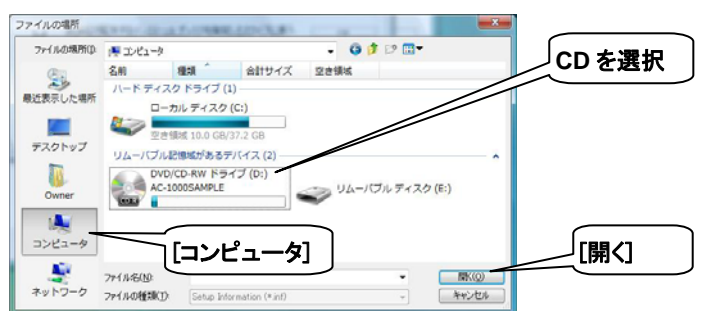 ファイルの場所
ファイルの場所(I):
コンピュータ
名前
種類
合計サイズ
空き領域
最近表示した場所
デスクトップ
Owner
コンピュータ
ネットワーク
ハード ディスク ドライブ (1)
ローカル ディスク (C:)
空き領域 10.0 GB/37.2 GB
リムーバブル記憶域があるデバイス (2)
DVD/CD-RW ドライブ (D:)
AC-1000SAMPLE
CD-R
リムーバブル ディスク (E:)
CD を選択
[コンピュータ]
[開く]
ファイル名(N):
開く(O)
ファイルの種類(T):
Setup Information (*.inf)
キャンセル